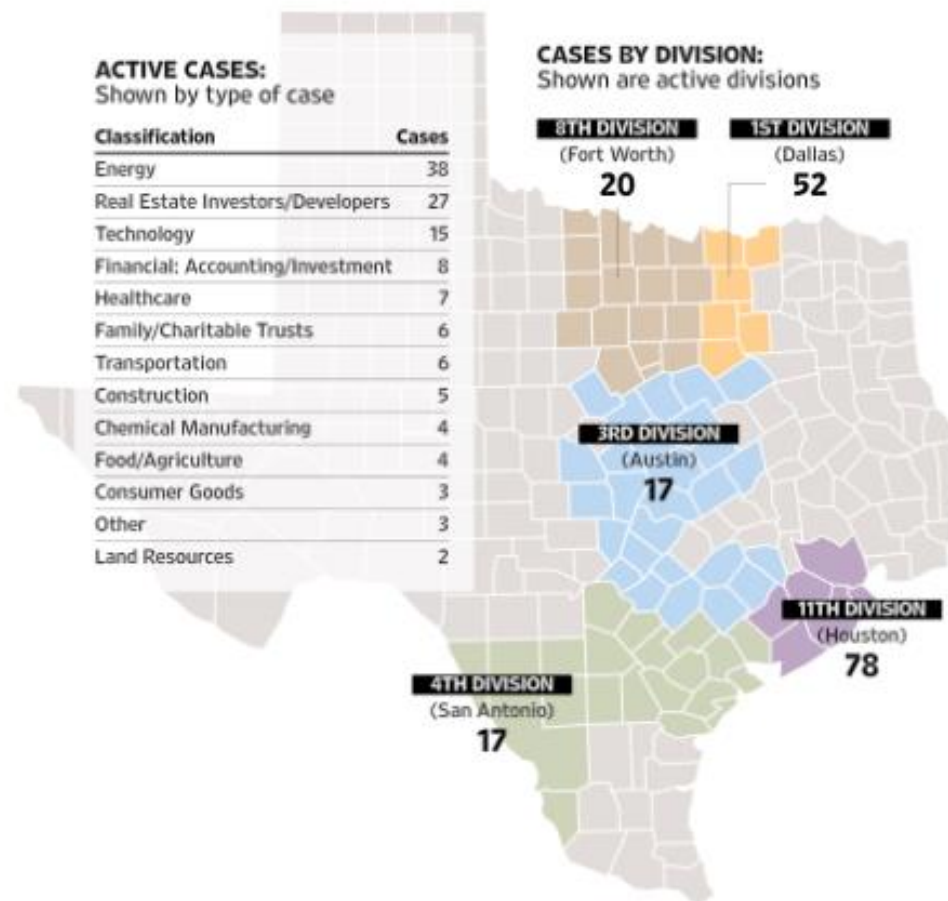 ACTIVE CASES:
Shown by type of case
Classification Cases
Energy 38
Real Estate Investors/Developers 27
Technology 15
Financial: Accounting/Investment 8
Healthcare 7
Family/Charitable Trusts 6
Transportation 6
Construction 5
Chemical Manufacturing 4
Food/Agriculture 4
Consumer Goods 3
Other 3
Land Resources 2
CASES BY DIVISION:
Shown are active divisions
8TH DIVISION
(Fort Worth)
20
1ST DIVISION
(Dallas)
52
3RD DIVISION
(Austin)
17
11TH DIVISION
(Houston)
78
4TH DIVISION
(San Antonio)
17